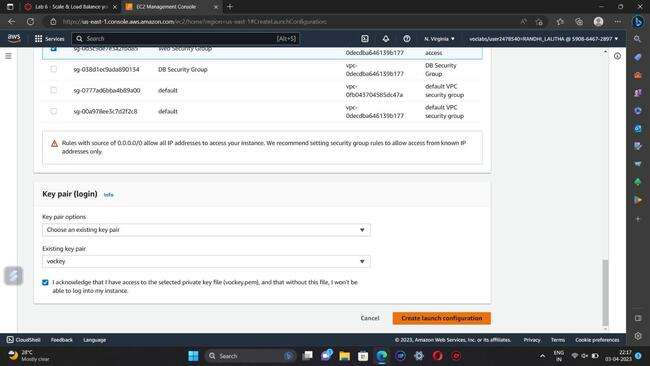 Lab 6 - Scale & Load Balance yo
EC2 Management Console
https://us-east-1.console.aws.amazon.com/ec2/home?region=us-east-1#CreateLaunchConfiguration:
aws
Services
Search
[Alt+S]
N. Virginia
voclabs/user2478540=RANDHI_LALITHA @ 5906-6467-2897
Web Security Group
0decdba646139b177
access
sg-038d1ec9ada890134
DB Security Group
vpc-
0decdba646139b177
DB Security
Group
sg-0777ad6bba4b89a00
default
vpc-
0fb043704585dc47a
default VPC
security group
sg-00a978ee3c7d2f2c8
default
vpc-
0decdba646139b177
default VPC
security group
Rules with source of 0.0.0.0/0 allow all IP addresses to access your instance. We recommend setting security group rules to allow access from known IP
addresses only.
Key pair (login)
Info
Key pair options
Choose an existing key pair
Existing key pair
vockey
I acknowledge that I have access to the selected private key file (vockey.pem), and that without this file, I won't be
able to log into my instance.
Cancel
Create launch configuration
CloudShell
Feedback
Language
© 2023, Amazon Web Services, Inc. or its affiliates.
Privacy
Terms
Cookie preferences
28°C
Mostly clear
Search
ENG
IN
22:17
03-04-2023